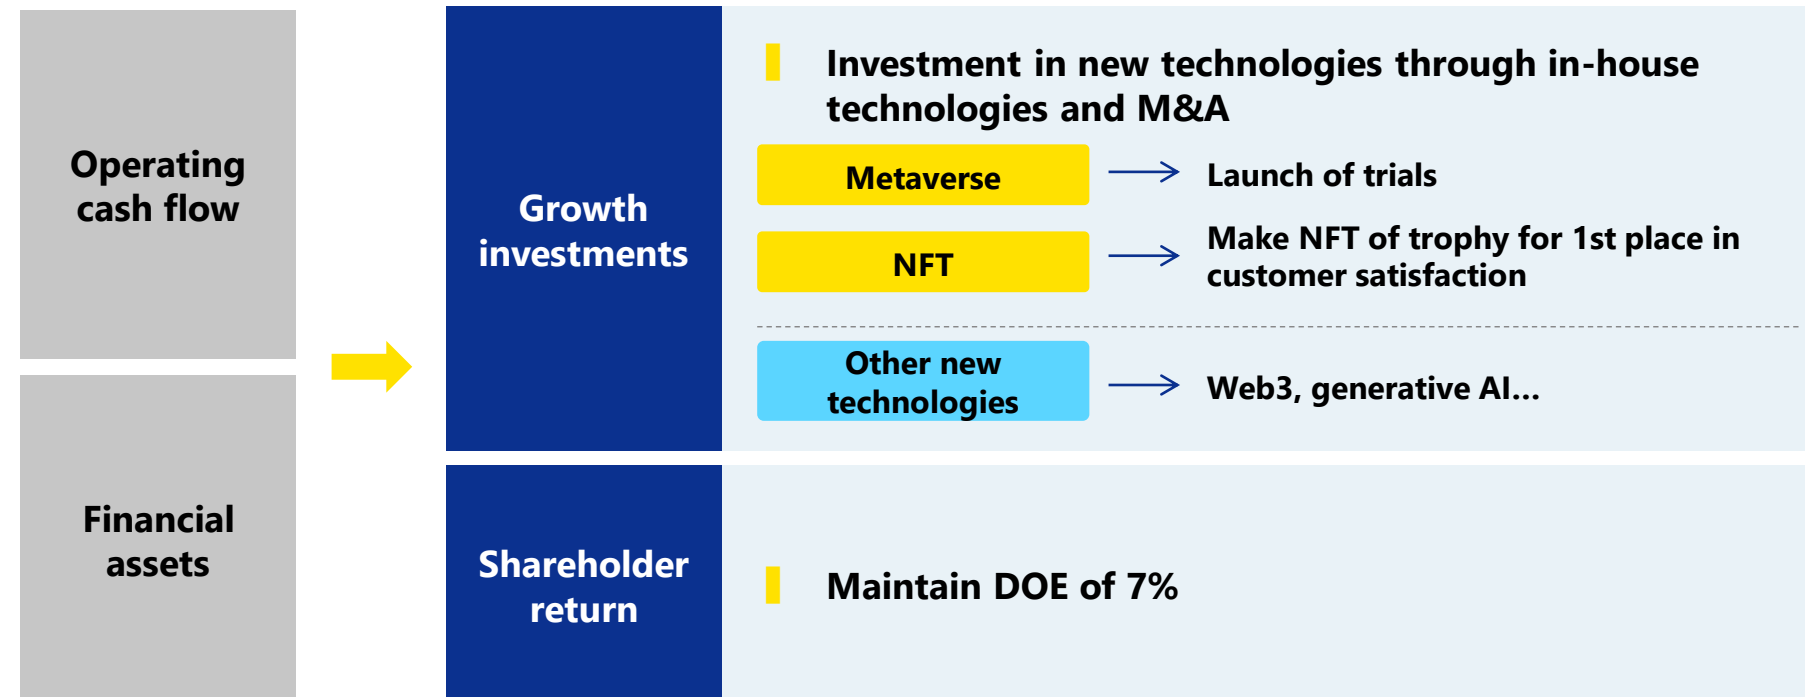 Operating
cash flow
Financial
assets
Growth
investments
Investment in new technologies through in-house
technologies and M&A
Metaverse
Launch of trials
NFT
Make NFT of trophy for 1st place in
customer satisfaction
Other new
technologies
Web3, generative AI...
Shareholder
return
Maintain DOE of 7%